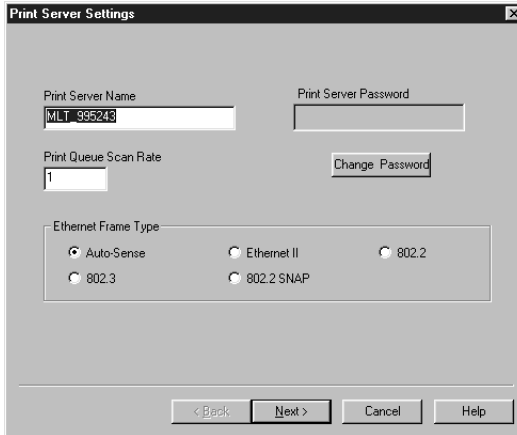 Print Server Settings
Print Server Name
Print Server Password
MLT_995243
Print Queue Scan Rate
1
Change Password
Ethernet Frame Type
Auto-Sense
Ethernet II
802.2
802.3
802.2 SNAP
< Back
Next >
Cancel
Help